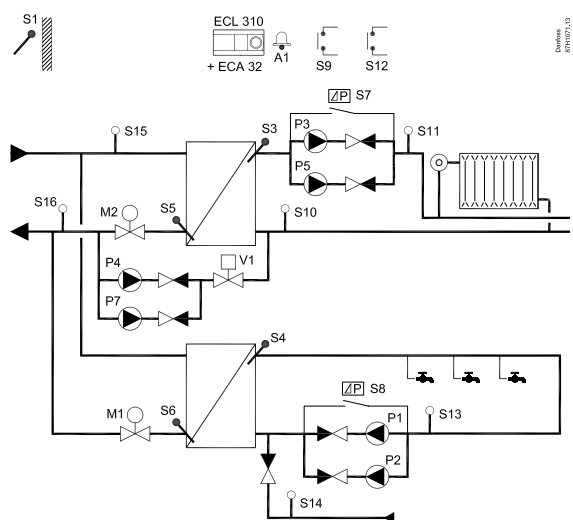 S1
ECL 310
+ ECA 32
A1
S9
S12
Danfoss
87H1071.13
S15
S3
P3
S7
S11
P5
S16
M2
S5
S10
P4
V1
P7
S4
M1
S6
S8
P1
S13
P2
S14